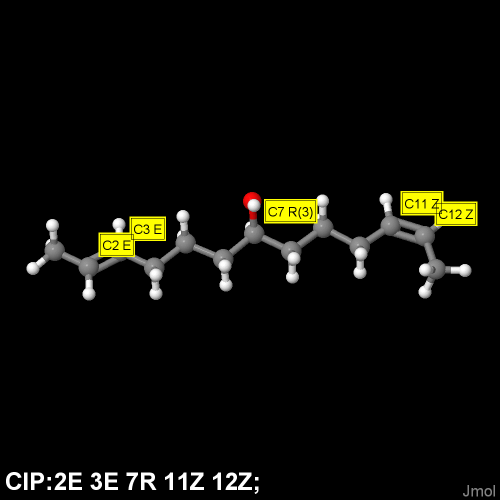 C11 Z
C7 R(3)
C12 Z
C3 E
C2 E
CIP:2E 3E 7R 11Z 12Z;
Jmol